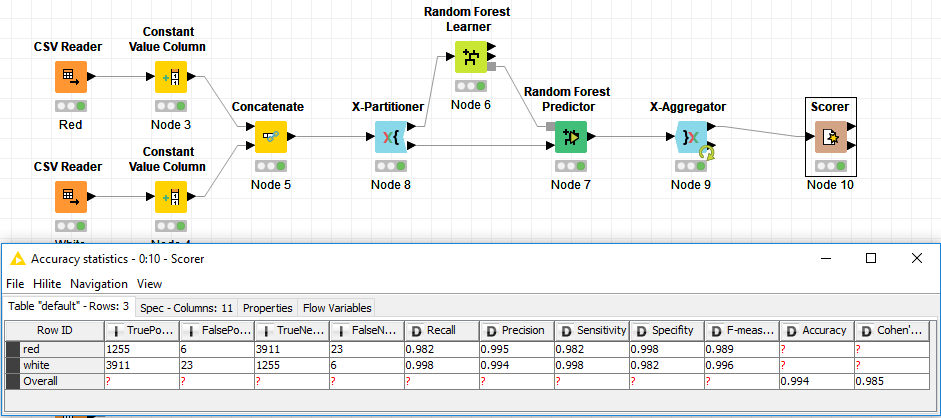 Random Forest
Learner
Constant
Value Column
CSV Reader
Node 6
Random Forest
Predictor
Concatenate
X-Partitioner
X-Aggregator
Scorer
Red
Node 3
Constant
Value Column
CSV Reader
Node 5
Node 8
Node 7
Node 9
Node 10
White
Accuracy statistics - 0:10 - Scorer
File Hilite Navigation View
Table "default" - Rows: 3 Spec - Columns: 11 Properties Flow Variables
Row ID I TruePo... I FalsePo... I TrueNe... I FalseN... D Recall D Precision D Sensitivity D Specifity D F-meas... D Accuracy D Cohen'...
red 1255 6 3911 23 0.982 0.995 0.982 0.998 0.989 ? ?
white 3911 23 1255 6 0.998 0.994 0.998 0.982 0.996 ? ?
Overall ? ? ? ? ? ? ? ? ? 0.994 0.985